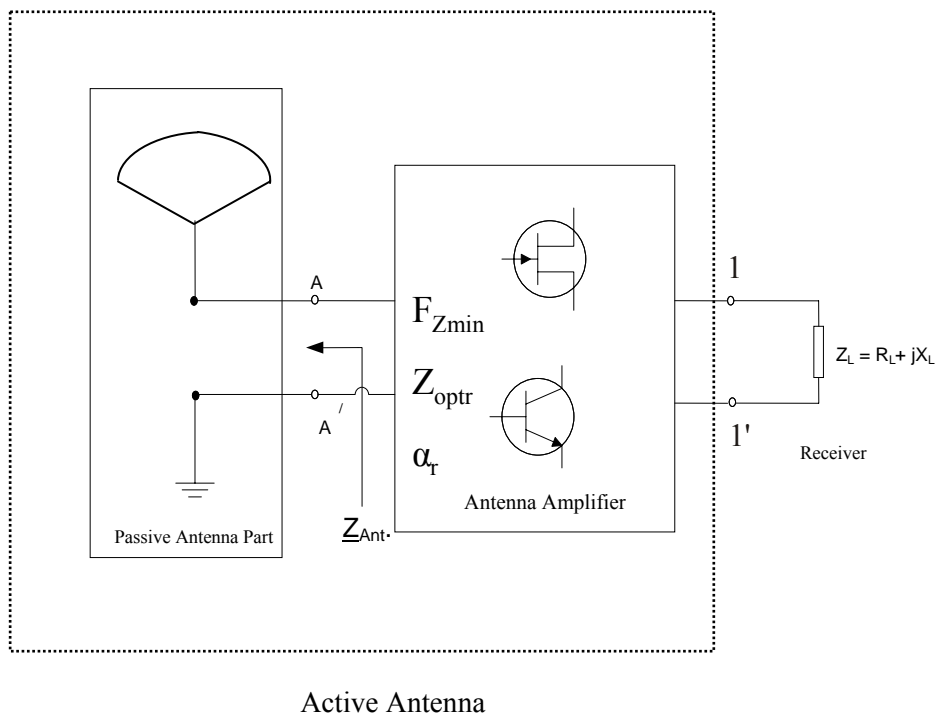 A
F_Zmin
Z_optr
A /
α_r
Z_Ant.
Passive Antenna Part
Antenna Amplifier
1
Z_L = R_L+ jX_L
1'
Receiver
Active Antenna